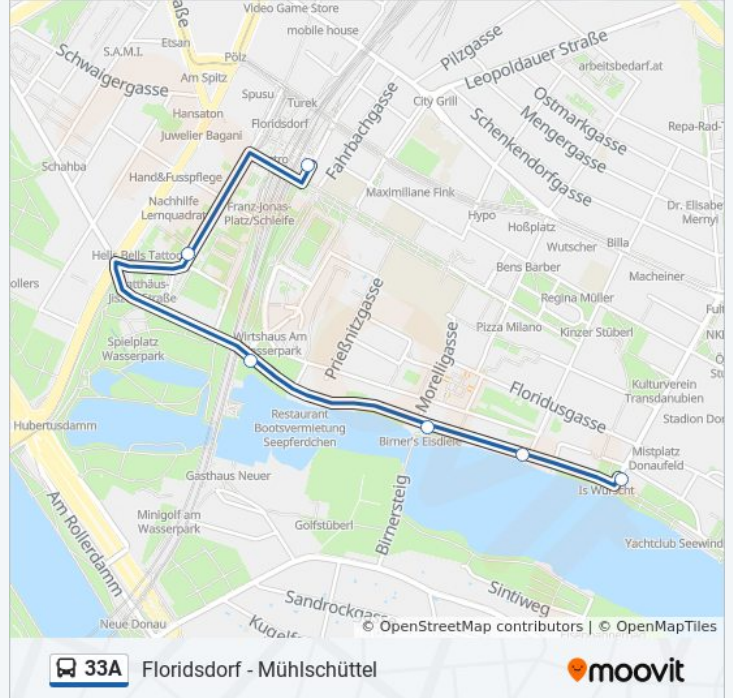 Video Game Store
mobile house
aße
Etsan
S.A.M.I.
Pölz
Pilzgasse
Leopoldauer Straße
Schwaigergasse
Am Spitz
arbeitsbedarf.at
Spusu
Türek
City Grill
Ostmarkgasse
Hansaton
Floridsdorf
Fahrbachgasse
Mengergasse
Juwelier Bagani
Schenkendorfgasse
Repa-Rad-T
Schahba
Hand&Fusspflege
Maximiliane Fink
Nachhilfe
Lernquadrat
Franz-Jonas-
Platz/Schleife
Hypo
Dr. Elisabe
Mernyi
Hoßplatz
Wutscher
Billa
Hells Bells Tattoo
Bens Barber
Macheiner
ollers
Regina Müller
Prießnitzgasse
Spielplatz
Wasserpark
Wirtshaus Am
Pizza Milano
Kinzer Stüberl
Morelligasse
Floridusgasse
Kulturverein
Transdanubien
Hubertusdamm
Restaurant
Bootsvermietung
Seepferdchen
Birner's Eisdiele
Stadion Don
Mistplatz
Donaufeld
Gasthaus Neuer
Is Wurscht
Am Rollerdamm
Minigolf am
Wasserpark
Golfstüberl
Birnersteig
Yachtclub Seewind
Neue Donau
Sandrockgasse
Sintiweg
© OpenStreetMap contributors | © OpenMapTiles
33A Floridsdorf - Mühlschüttel
moovit